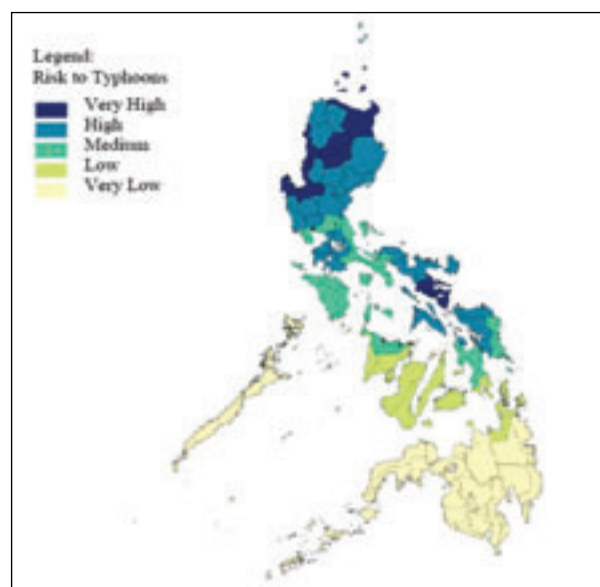 Legend:
Risk to Typhoons
Very High
High
Medium
Low
Very Low